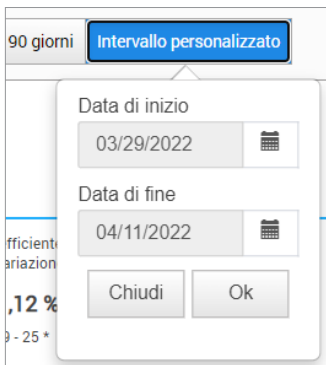 90 giorni Intervallo personalizzato
Data di inizio
03/29/2022
Data di fine
04/11/2022
Chiudi Ok
,12 %
- 25 *